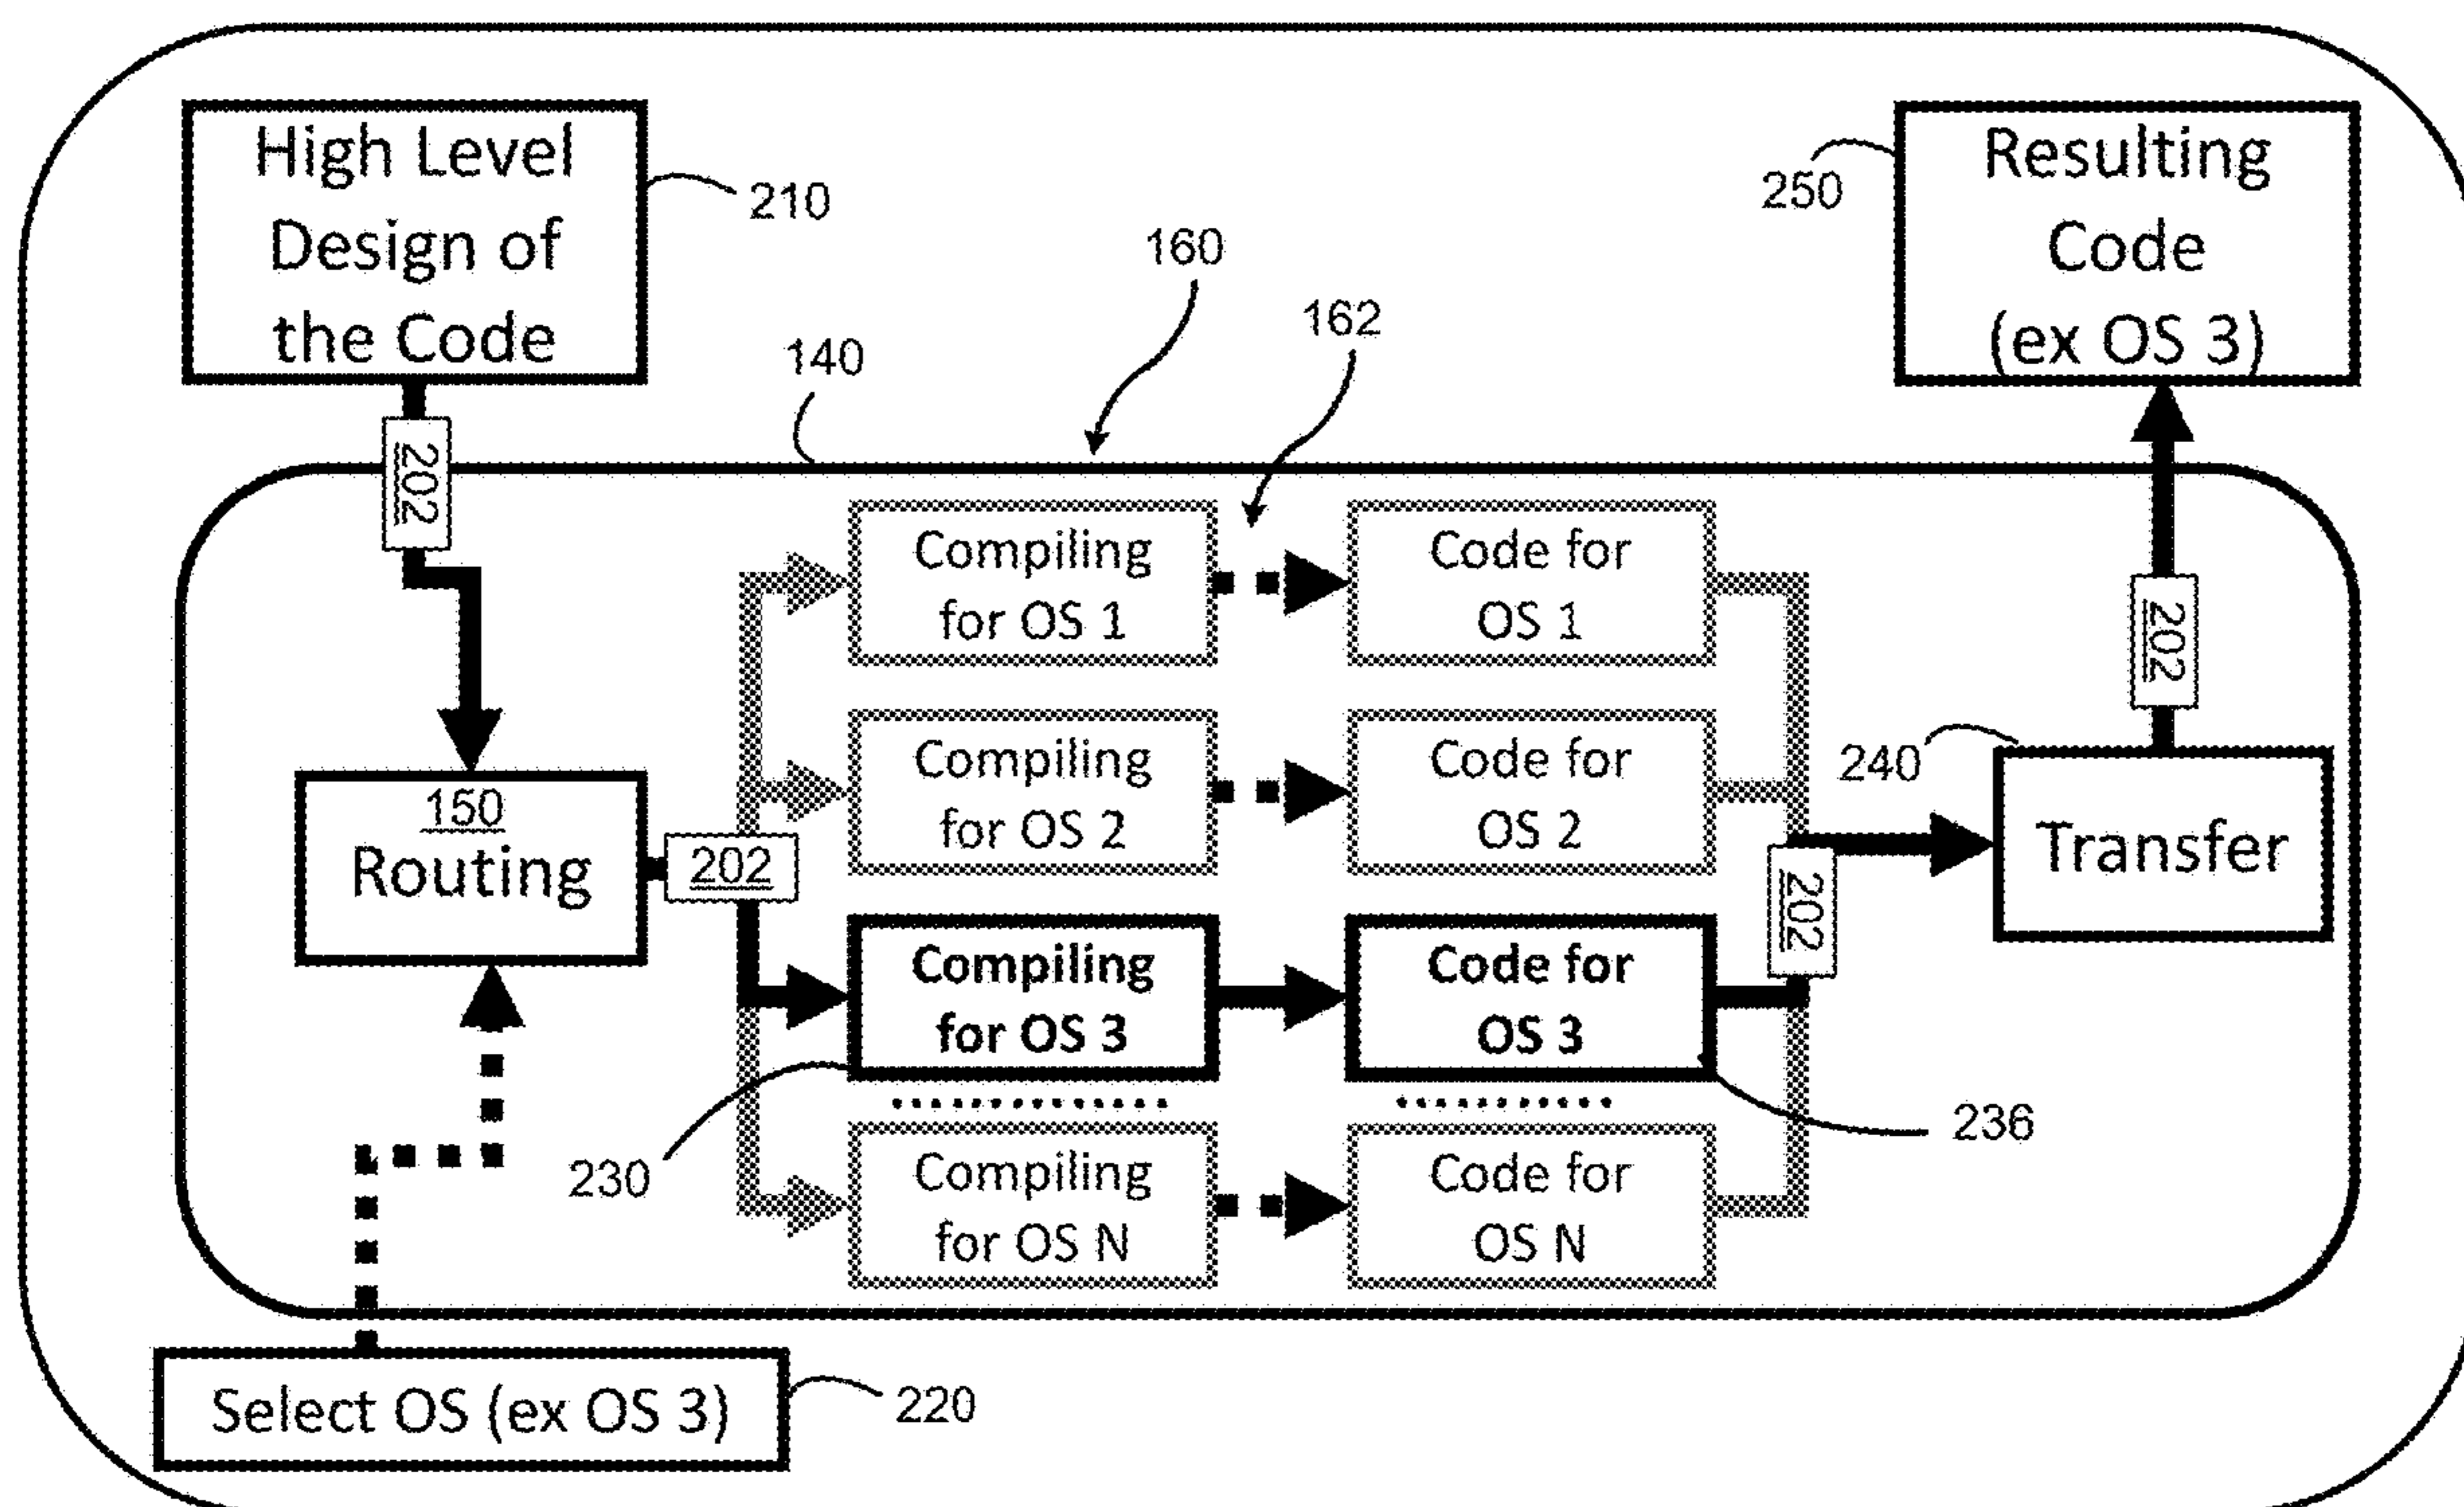 High Level
Design of
the Code
210
250
Resulting
Code
(ex OS 3)
160
162
140
202
Compiling
for OS 1
Code for
OS 1
202
Compiling
for OS 2
Code for
OS 2
240
150
Routing
202
202
Transfer
Compiling
for OS 3
Code for
OS 3
230
236
Compiling
for OS N
Code for
OS N
Select OS (ex OS 3)
220